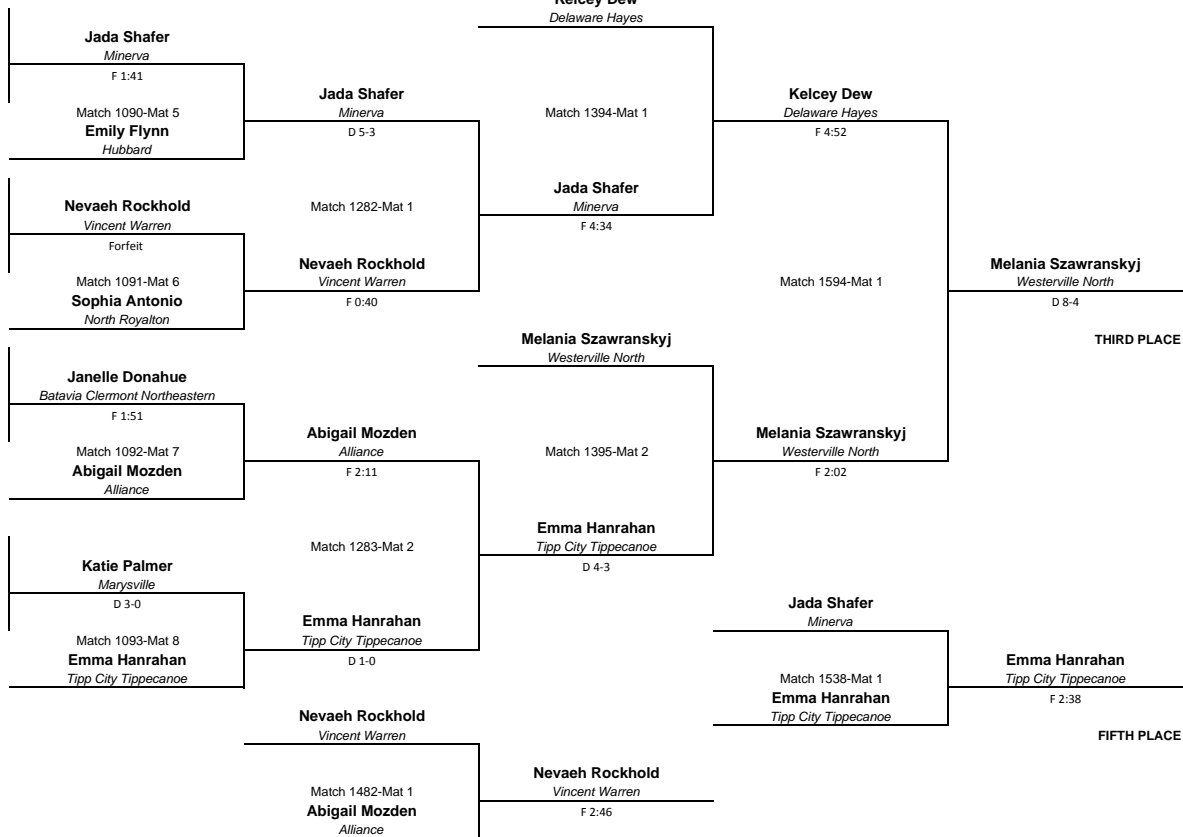 Kelcey Dew
Delaware Hayes
Jada Shafer
Minerva
F 1:41
Match 1090-Mat 5
Emily Flynn
Hubbard
Jada Shafer
Minerva
D 5-3
Match 1394-Mat 1
Kelcey Dew
Delaware Hayes
F 4:52
Nevaeh Rockhold
Vincent Warren
Forfeit
Match 1091-Mat 6
Sophia Antonio
North Royalton
Match 1282-Mat 1
Nevaeh Rockhold
Vincent Warren
F 0:40
Jada Shafer
Minerva
F 4:34
Match 1594-Mat 1
Melania Szawranskyj
Westerville North
D 8-4
THIRD PLACE
Janelle Donahue
Batavia Clermont Northeastern
F 1:51
Match 1092-Mat 7
Abigail Mozden
Alliance
Abigail Mozden
Alliance
F 2:11
Melania Szawranskyj
Westerville North
Match 1395-Mat 2
Melania Szawranskyj
Westerville North
F 2:02
Katie Palmer
Marysville
D 3-0
Match 1093-Mat 8
Emma Hanrahan
Tipp City Tippecanoe
Match 1283-Mat 2
Emma Hanrahan
Tipp City Tippecanoe
D 1-0
Emma Hanrahan
Tipp City Tippecanoe
D 4-3
Jada Shafer
Minerva
Match 1538-Mat 1
Emma Hanrahan
Tipp City Tippecanoe
Emma Hanrahan
Tipp City Tippecanoe
F 2:38
FIFTH PLACE
Nevaeh Rockhold
Vincent Warren
Match 1482-Mat 1
Abigail Mozden
Alliance
Nevaeh Rockhold
Vincent Warren
F 2:46